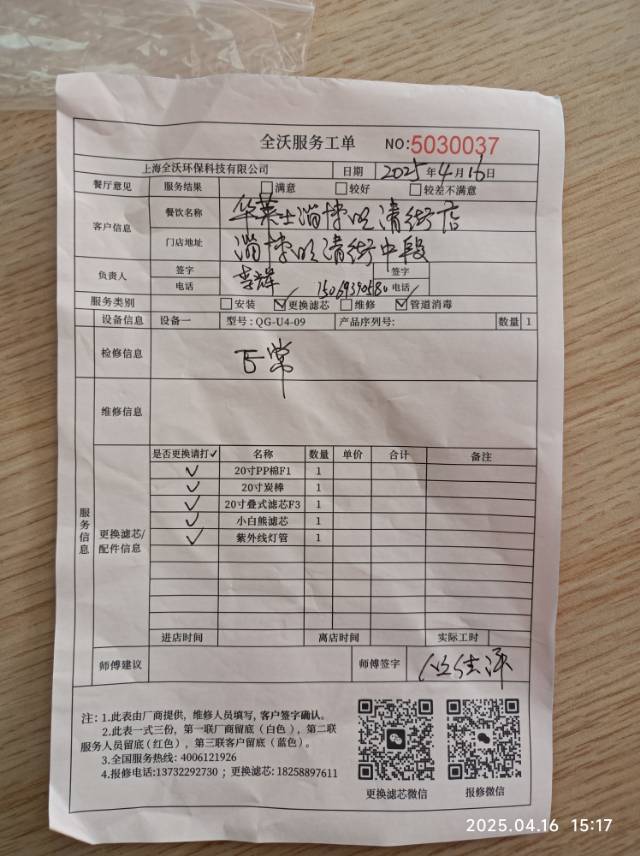 全沃服务工单 NO:5030037
上海全沃环保科技有限公司 日期 2025年4月16日
餐厅意见 服务结果 □满意 □较好 □较差不满意
客户信息 餐饮名称 华莱士淄博明清街店
门店地址 淄博明清街中段
负责人 签字 李辉 签字
电话 电话
服务类别 □安装 ☑更换滤芯 □维修 ☑管道消毒
设备信息 设备一 型号:QG-U4-09 产品序列号: 数量 1
检修信息 正常
维修信息
服务信息
更换滤芯/配件信息
是否更换请打✓ 名称 数量 单价 合计 备注
✓ 20寸PP棉F1 1
✓ 20寸炭棒 1
✓ 20寸叠式滤芯F3 1
✓ 小白熊滤芯 1
✓ 紫外线灯管 1
进店时间 离店时间 实际工时
师傅建议 师傅签字
注:1.此表由厂商提供，维修人员填写,客户签字确认。
2.此表一式三份，第一联厂商留底(白色)，第二联
服务人员留底(红色)，第三联客户留底(蓝色)。
3.全国服务热线: 4006121926
4.报修电话:13732292730 ; 更换滤芯: 18258897611
更换滤芯微信 报修微信
2025.04.16 15:17